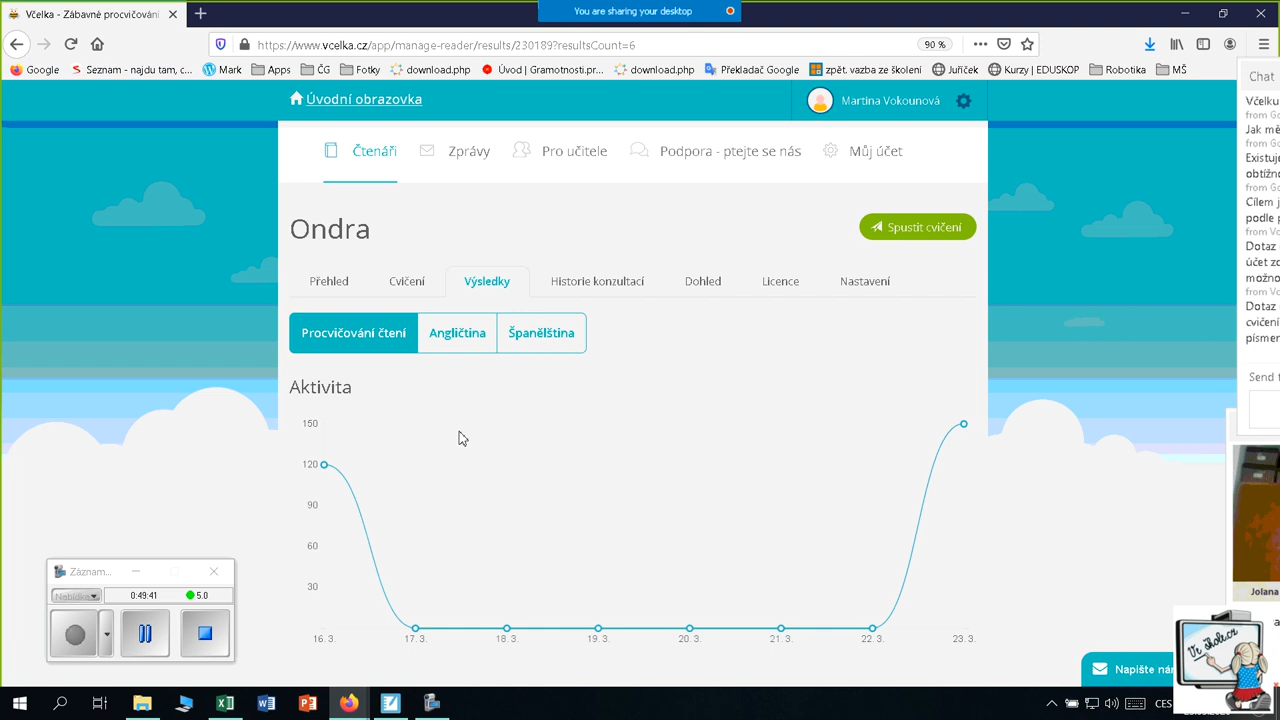 You are sharing your desktop
Včelka - Zábavné procvičování
https://www.vcelka.cz/app/manage-reader/results/230189?resultsCount=6
90 %
Google
Seznam - najdu tam, c...
Mark
Apps
ČG
Fotky
download.php
Úvod | Gramotnosti.pr...
download.php
Překladač Google
zpět. vazba ze školení
Juříček
Kurzy | EDUSKOP
Robotika
MŠ
Chat
Včelku
Jak mě
Existuj
obtížno
Cílem j
podle p
Dotaz
účet zo
možno
Dotaz
cvičení
písmer
Send
Úvodní obrazovka
Martina Vokounová
Čtenáři
Zprávy
Pro učitele
Podpora - ptejte se nás
Můj účet
Ondra
Spustit cvičení
Přehled
Cvičení
Výsledky
Historie konzultací
Dohled
Licence
Nastavení
Procvičování čtení
Angličtina
Španělština
Aktivita
150
120
90
60
30
16. 3.
17. 3.
18. 3.
19. 3.
20. 3.
21. 3.
22. 3.
23. 3.
Záznam...
Nabídka
0:49:41
5.0
Jolana
Ve škole.cz
Napište nám
CES